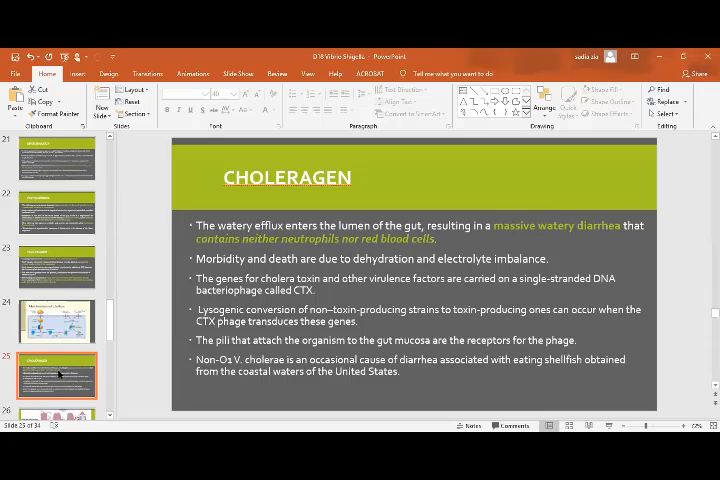 D18 Vibrio Shigella - PowerPoint
sadia zia
File Home Insert Draw Design Transitions Animations Slide Show Review View Help ACROBAT Tell me what you want to do Share
Paste
Cut
Copy
Format Painter
Clipboard
New Slide
Layout
Reset
Section
Slides
40
Font
Text Direction
Align Text
Convert to SmartArt
Paragraph
Arrange
Quick Styles
Shape Fill
Shape Outline
Shape Effects
Drawing
Find
Replace
Select
Editing
21
22
23
24
25
26
CHOLERAGEN
• The watery efflux enters the lumen of the gut, resulting in a massive watery diarrhea that
contains neither neutrophils nor red blood cells.
• Morbidity and death are due to dehydration and electrolyte imbalance.
• The genes for cholera toxin and other virulence factors are carried on a single-stranded DNA
bacteriophage called CTX.
• Lysogenic conversion of non–toxin-producing strains to toxin-producing ones can occur when the
CTX phage transduces these genes.
• The pili that attach the organism to the gut mucosa are the receptors for the phage.
• Non-O1 V. cholerae is an occasional cause of diarrhea associated with eating shellfish obtained
from the coastal waters of the United States.
Slide 25 of 34
Notes Comments 72%